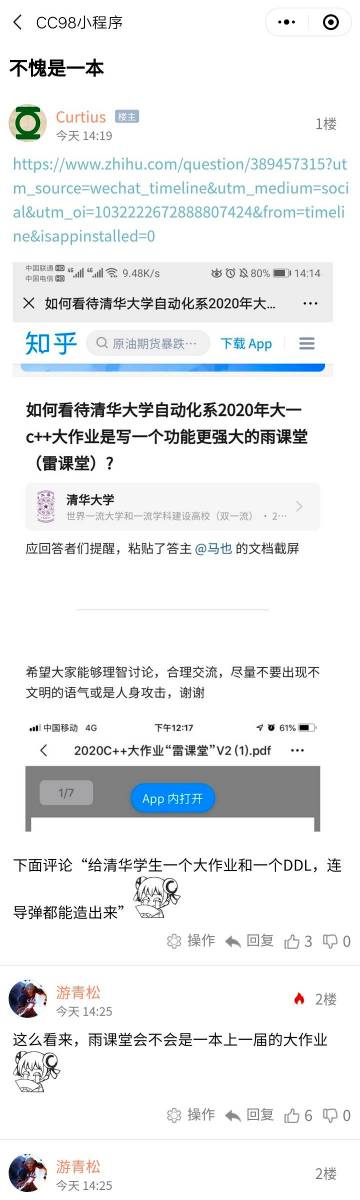 CC98小程序
不愧是一本
Curtius 楼主
今天 14:19
1楼
https://www.zhihu.com/question/389457315?ut
m_source=wechat_timeline&utm_medium=soci
al&utm_oi=1032222672888807424&from=timeli
ne&isappinstalled=0
中国联通 HD 中国电信 HD 9.48K/s 80% 14:14
如何看待清华大学自动化系2020年大...
知乎 原油期货暴跌… 下载 App
如何看待清华大学自动化系2020年大一
c++大作业是写一个功能更强大的雨课堂
（雷课堂）?
清华大学
世界一流大学和一流学科建设高校（双一流） · 2…
应回答者们提醒，粘贴了答主 @马也 的文档截屏
希望大家能够理智讨论，合理交流，尽量不要出现不
文明的语气或是人身攻击，谢谢
中国移动 4G 下午12:17 61%
2020C++大作业“雷课堂”V2 (1).pdf
1/7
App 内打开
下面评论“给清华学生一个大作业和一个DDL，连
导弹都能造出来”
操作 回复 3 0
游青松
今天 14:25
2楼
这么看来，雨课堂会不会是一本上一届的大作业
操作 回复 6 0
游青松
今天 14:25
2楼